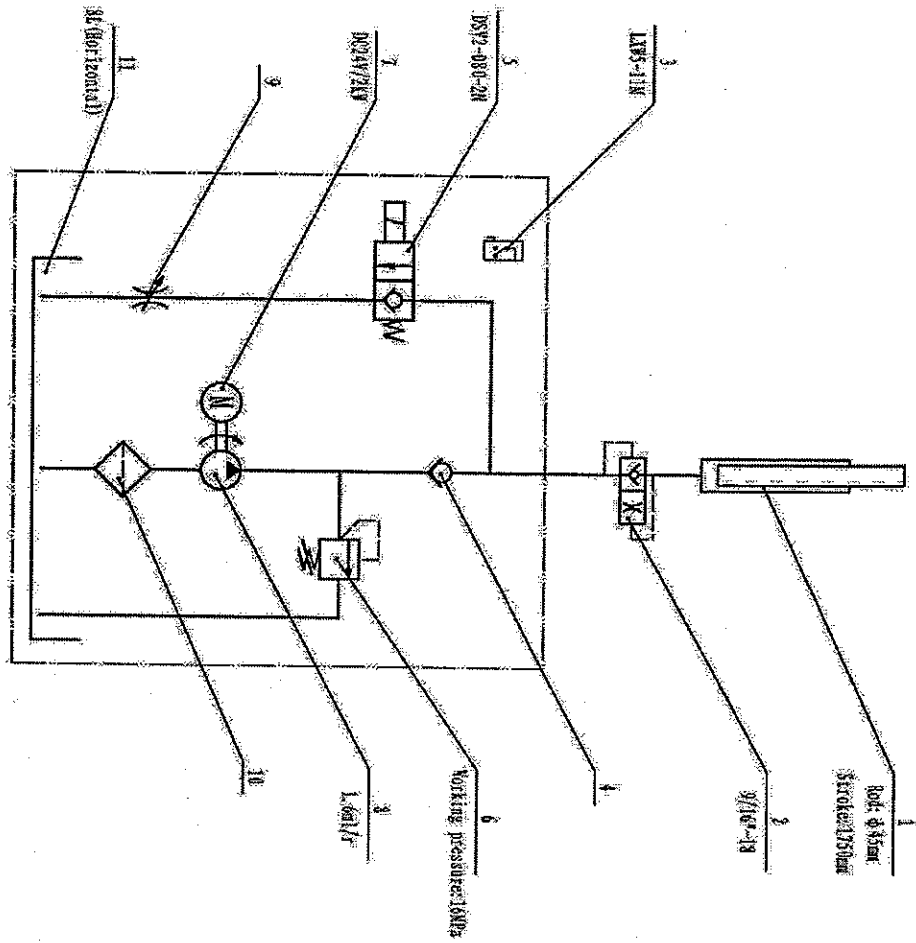 1
Rod: ϕ45mm
Stroke:1750mm
2
9/16"-18
3
LXW5-11N
4
5
DSV2-08O-2N
6
Working pressure:16MPa
7
DC24V/2KW
8
1.6ml/r
9
10
11
8L(Horizontal)
M